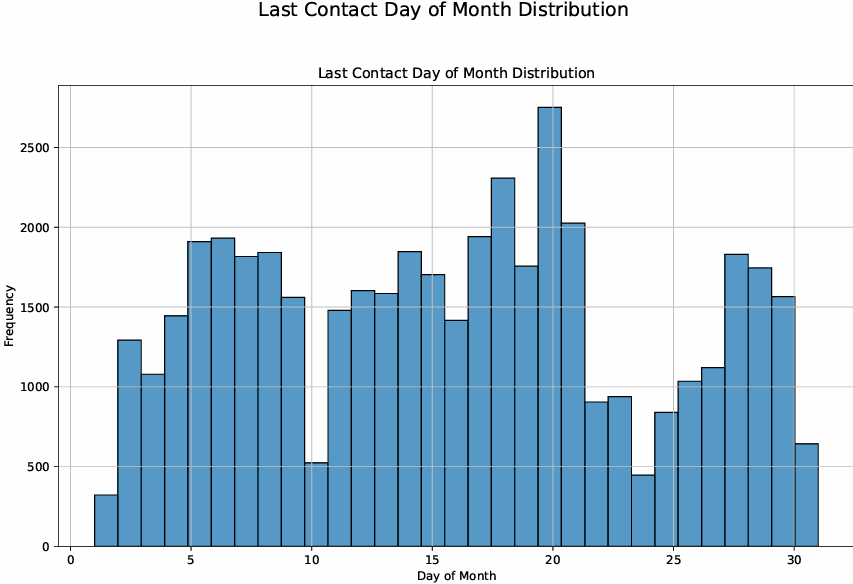 Last Contact Day of Month Distribution
Last Contact Day of Month Distribution
Frequency
2500
2000
1500
1000
500
0
0 5 10 15 20 25 30
Day of Month